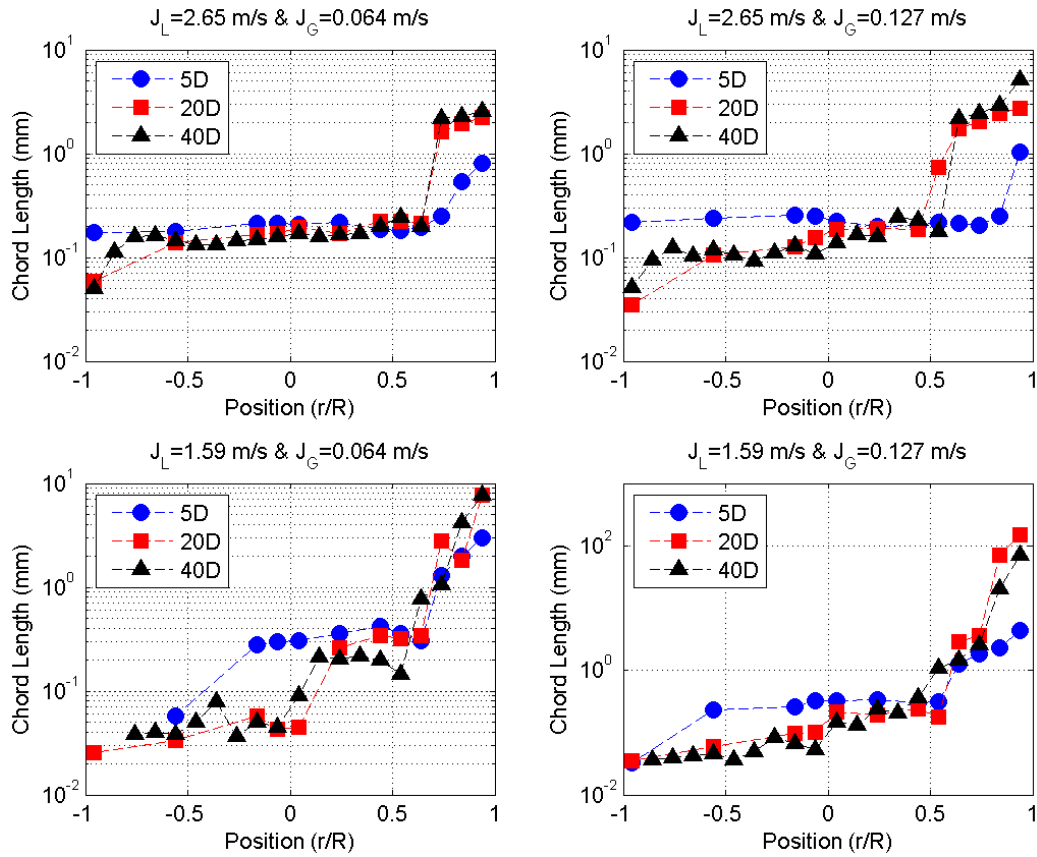 J_L=2.65 m/s & J_G=0.064 m/s
10^1
10^0
10^-1
10^-2
Chord Length (mm)
5D
20D
40D
-1 -0.5 0 0.5 1
Position (r/R)
J_L=2.65 m/s & J_G=0.127 m/s
10^1
10^0
10^-1
10^-2
Chord Length (mm)
5D
20D
40D
-1 -0.5 0 0.5 1
Position (r/R)
J_L=1.59 m/s & J_G=0.064 m/s
10^1
10^0
10^-1
10^-2
Chord Length (mm)
5D
20D
40D
-1 -0.5 0 0.5 1
Position (r/R)
J_L=1.59 m/s & J_G=0.127 m/s
10^2
10^0
10^-2
Chord Length (mm)
5D
20D
40D
-1 -0.5 0 0.5 1
Position (r/R)